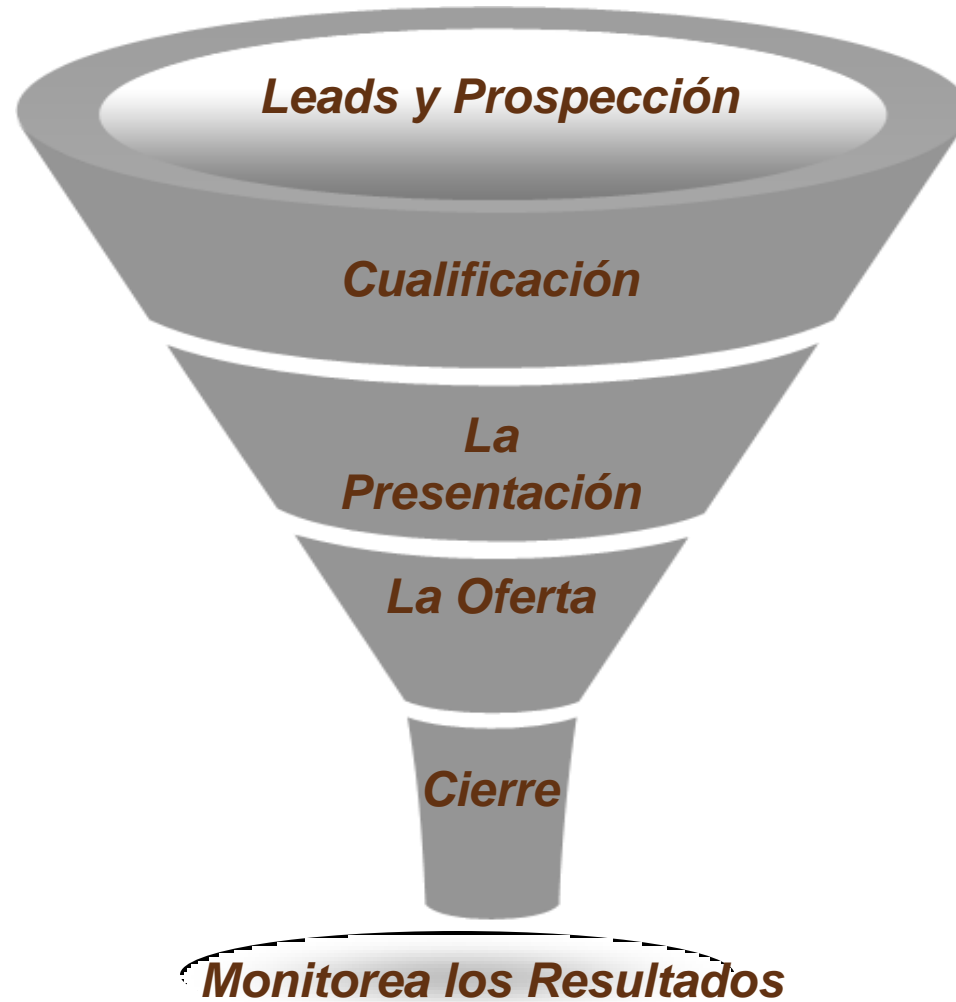 Leads y Prospección
Cualificación
La
Presentación
La Oferta
Cierre
Monitorea los Resultados